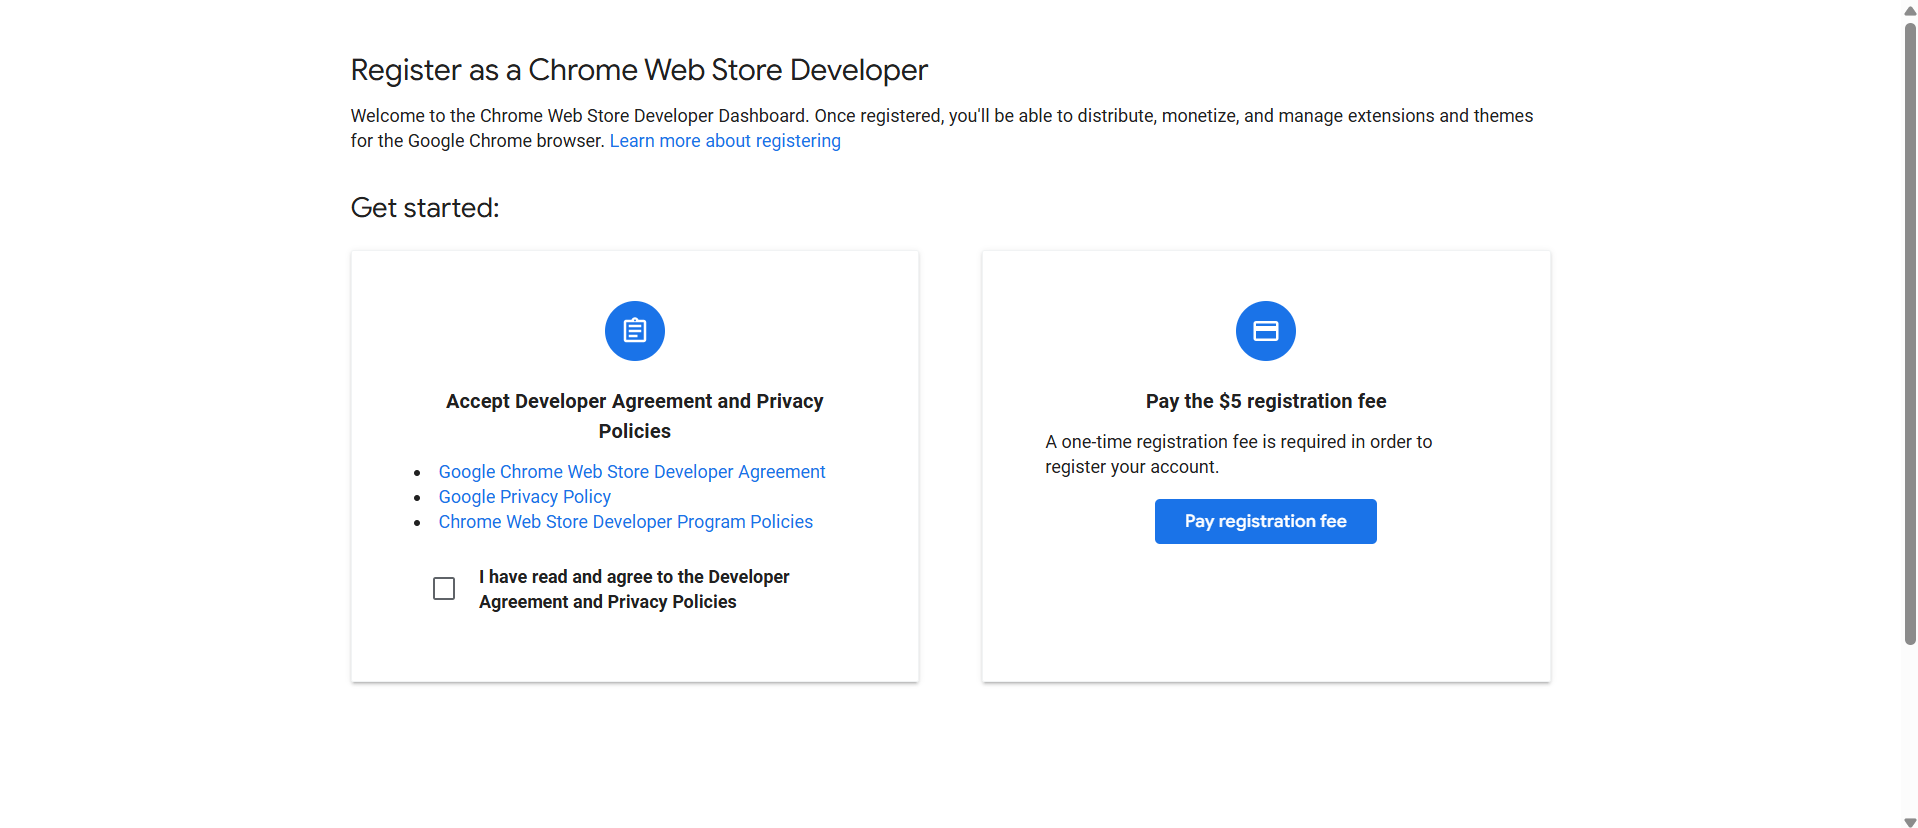 Register as a Chrome Web Store Developer
Welcome to the Chrome Web Store Developer Dashboard. Once registered, you'll be able to distribute, monetize, and manage extensions and themes
for the Google Chrome browser. Learn more about registering
Get started:
Accept Developer Agreement and Privacy
Policies
Google Chrome Web Store Developer Agreement
Google Privacy Policy
Chrome Web Store Developer Program Policies
I have read and agree to the Developer
Agreement and Privacy Policies
Pay the $5 registration fee
A one-time registration fee is required in order to
register your account.
Pay registration fee